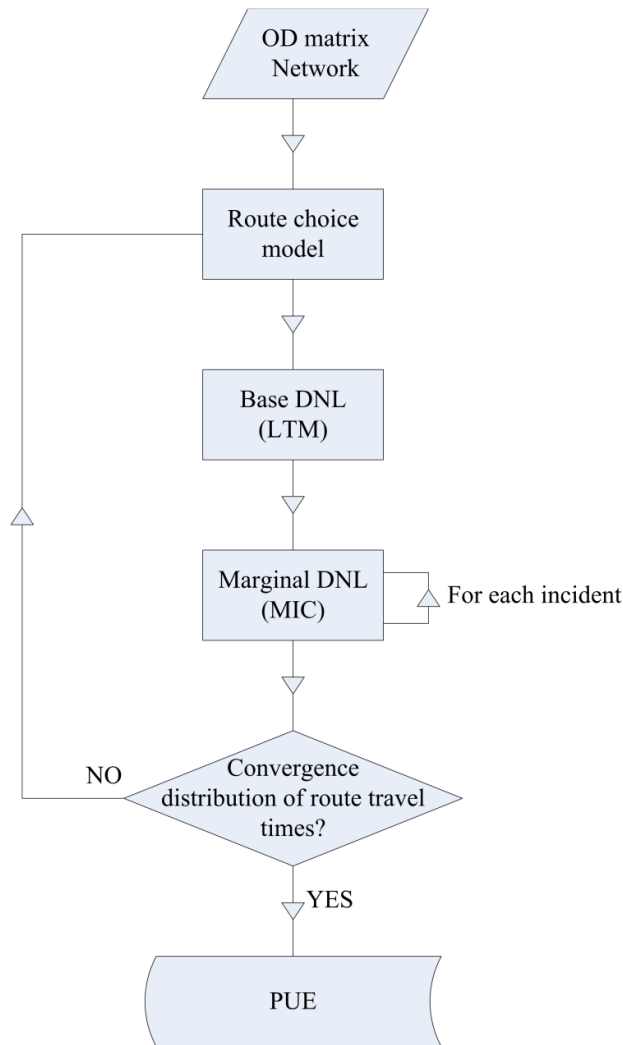 OD matrix
Network
Route choice
model
Base DNL
(LTM)
Marginal DNL
(MIC)
For each incident
Convergence
distribution of route travel
times?
NO
YES
PUE